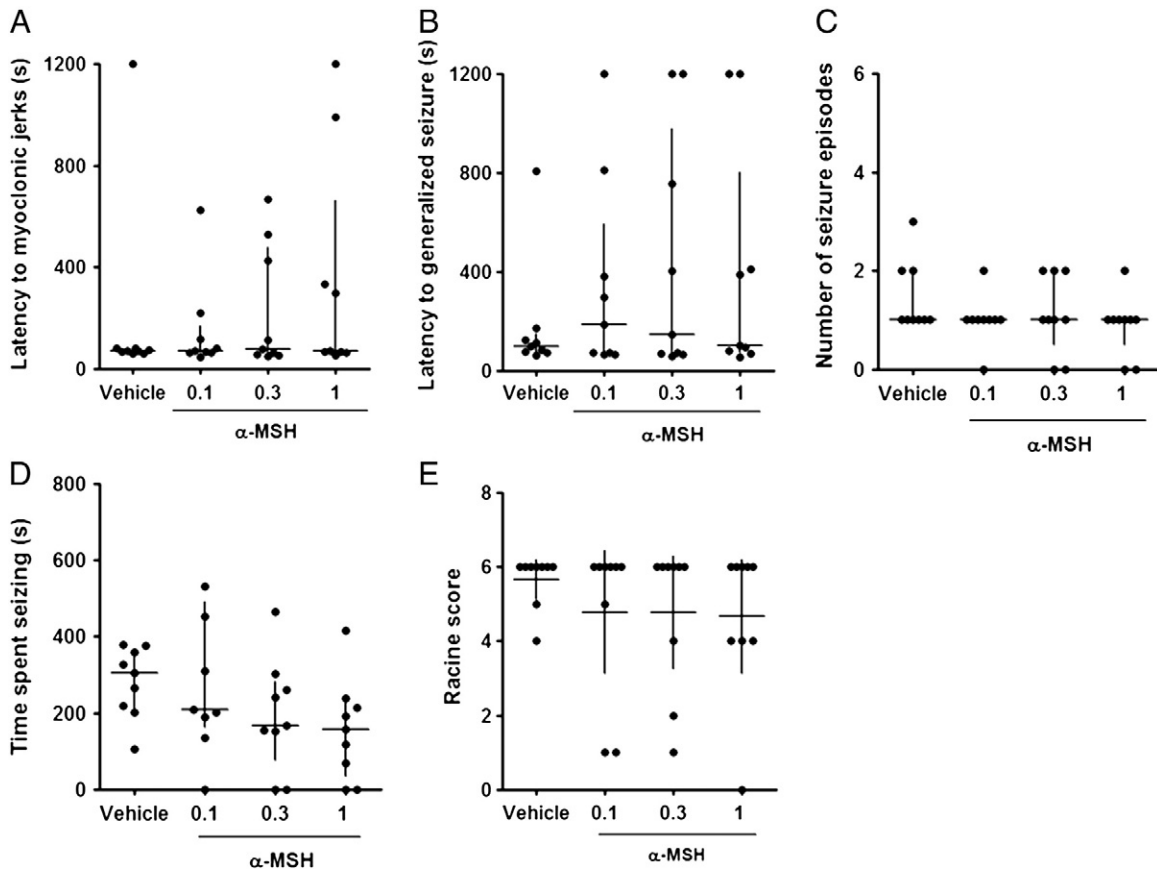 A
Latency to myoclonic jerks (s)
1200
800
400
0
Vehicle 0.1 0.3 1
α-MSH
B
Latency to generalized seizure (s)
1200
800
400
0
Vehicle 0.1 0.3 1
α-MSH
C
Number of seizure episodes
6
4
2
0
Vehicle 0.1 0.3 1
α-MSH
D
Time spent seizing (s)
800
600
400
200
0
Vehicle 0.1 0.3 1
α-MSH
E
Racine score
8
6
4
2
0
Vehicle 0.1 0.3 1
α-MSH